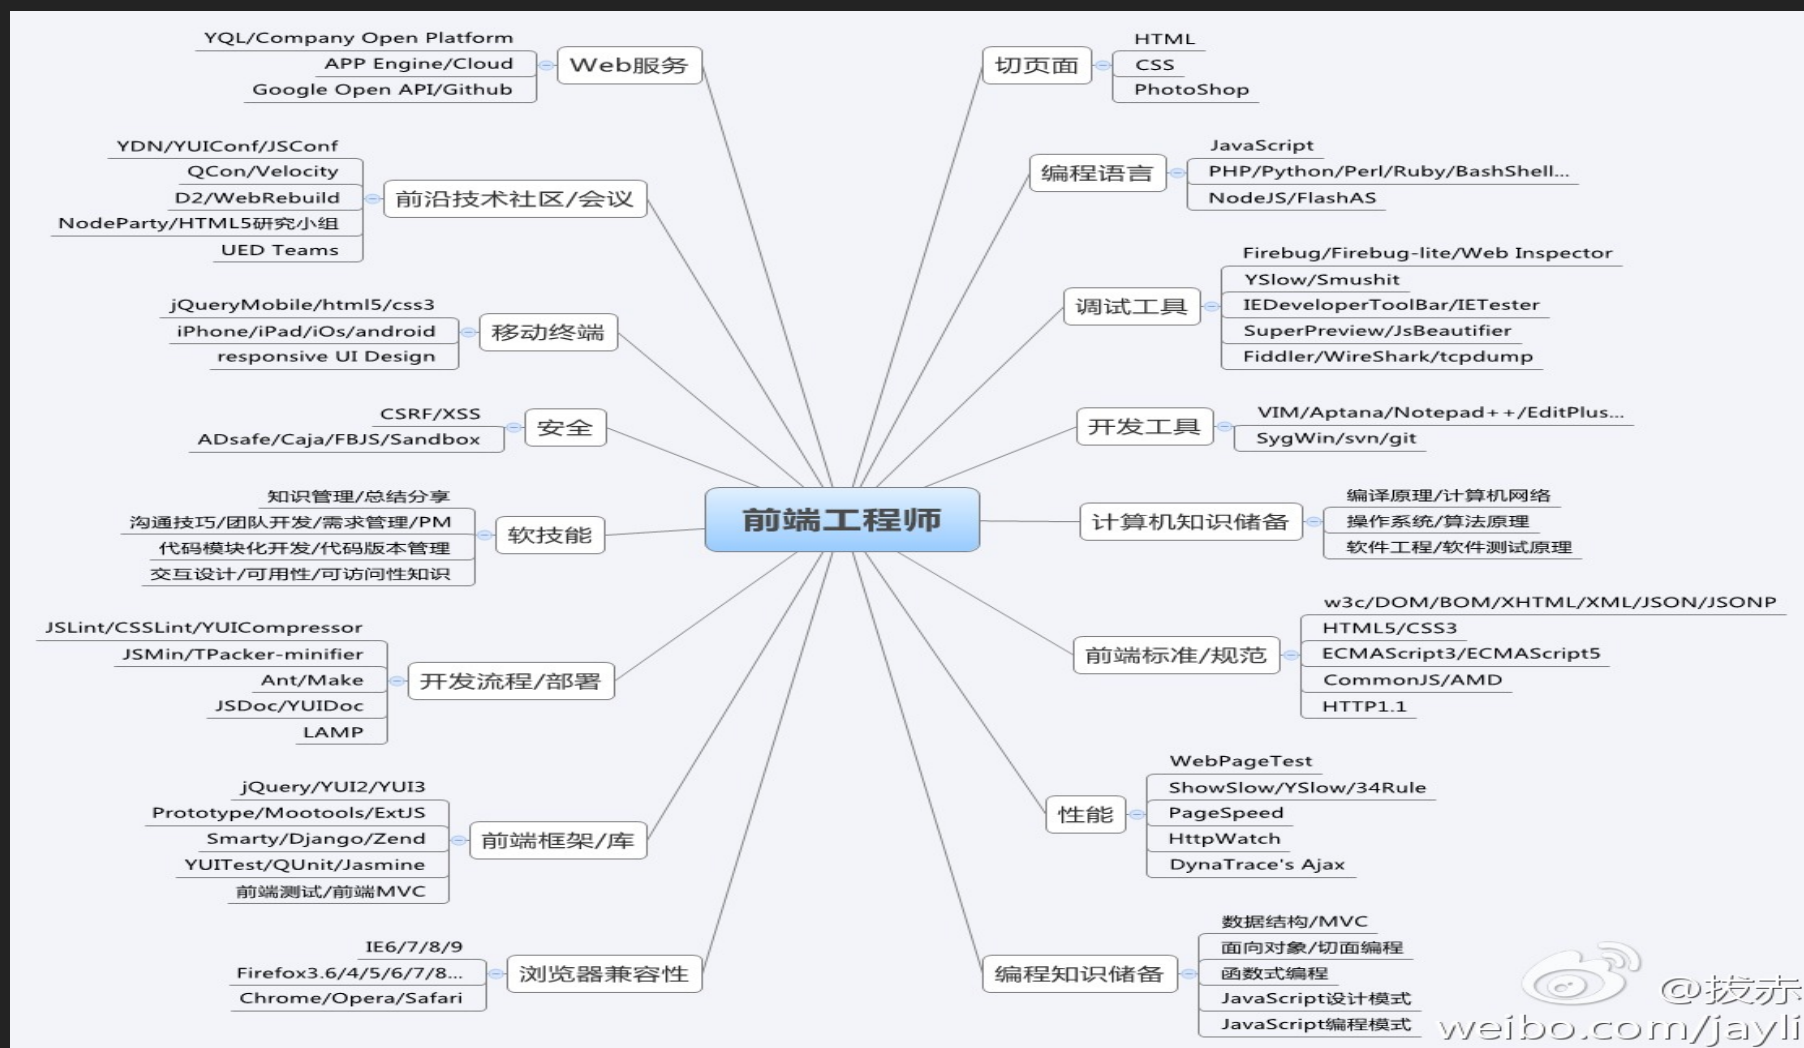 前端工程师
Web服务
YQL/Company Open Platform
APP Engine/Cloud
Google Open API/Github
前沿技术社区/会议
YDN/YUIConf/JSConf
QCon/Velocity
D2/WebRebuild
NodeParty/HTML5研究小组
UED Teams
移动终端
jQueryMobile/html5/css3
iPhone/iPad/iOs/android
responsive UI Design
安全
CSRF/XSS
ADsafe/Caja/FBJS/Sandbox
软技能
知识管理/总结分享
沟通技巧/团队开发/需求管理/PM
代码模块化开发/代码版本管理
交互设计/可用性/可访问性知识
开发流程/部署
JSLint/CSSLint/YUICompressor
JSMin/TPacker-minifier
Ant/Make
JSDoc/YUIDoc
LAMP
前端框架/库
jQuery/YUI2/YUI3
Prototype/Mootools/ExtJS
Smarty/Django/Zend
YUITest/QUnit/Jasmine
前端测试/前端MVC
浏览器兼容性
IE6/7/8/9
Firefox3.6/4/5/6/7/8...
Chrome/Opera/Safari
切页面
HTML
CSS
PhotoShop
编程语言
JavaScript
PHP/Python/Perl/Ruby/BashShell...
NodeJS/FlashAS
调试工具
Firebug/Firebug-lite/Web Inspector
YSlow/Smushit
IEDeveloperToolBar/IETester
SuperPreview/JsBeautifier
Fiddler/WireShark/tcpdump
开发工具
VIM/Aptana/Notepad++/EditPlus...
SygWin/svn/git
计算机知识储备
编译原理/计算机网络
操作系统/算法原理
软件工程/软件测试原理
前端标准/规范
w3c/DOM/BOM/XHTML/XML/JSON/JSONP
HTML5/CSS3
ECMAScript3/ECMAScript5
CommonJS/AMD
HTTP1.1
性能
WebPageTest
ShowSlow/YSlow/34Rule
PageSpeed
HttpWatch
DynaTrace's Ajax
编程知识储备
数据结构/MVC
面向对象/切面编程
函数式编程
JavaScript设计模式
JavaScript编程模式
@拔赤
weibo.com/jayli